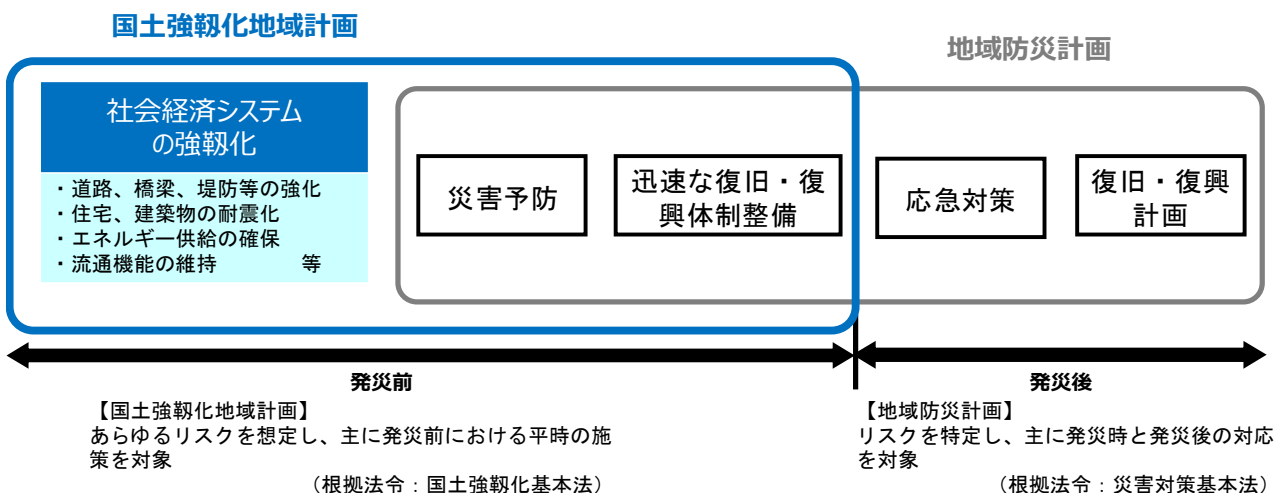 国土強靱化地域計画
地域防災計画
社会経済システム
の強靱化
・道路、橋梁、堤防等の強化
・住宅、建築物の耐震化
・エネルギー供給の確保
・流通機能の維持　　　等
災害予防
迅速な復旧・復
興体制整備
応急対策
復旧・復興
計画
発災前
発災後
【国土強靱化地域計画】
あらゆるリスクを想定し、主に発災前における平時の施
策を対象
（根拠法令：国土強靱化基本法）
【地域防災計画】
リスクを特定し、主に発災時と発災後の対応
を対象
（根拠法令：災害対策基本法）